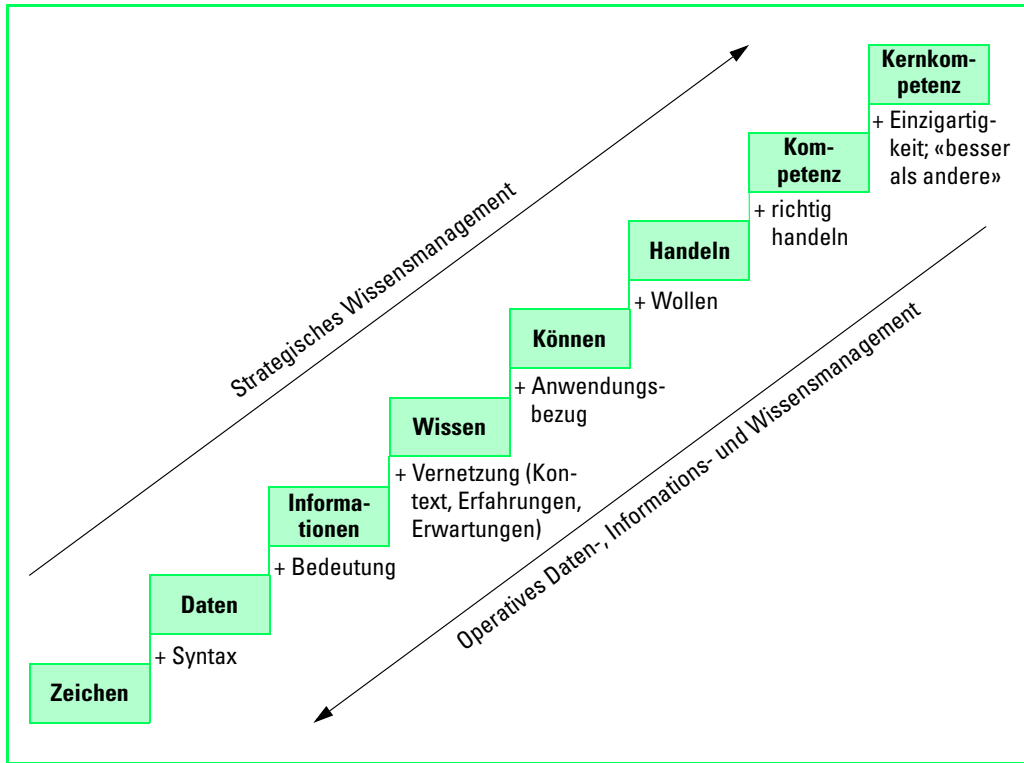 Kernkom-
petenz
+ Einzigartig-
keit; «besser
als andere»
Kom-
petenz
+ richtig
handeln
Handeln
+ Wollen
Können
+ Anwendungs-
bezug
Wissen
+ Vernetzung (Kon-
text, Erfahrungen,
Erwartungen)
Informa-
tionen
+ Bedeutung
Daten
+ Syntax
Zeichen
Strategisches Wissensmanagement
Operatives Daten-, Informations- und Wissensmanagement